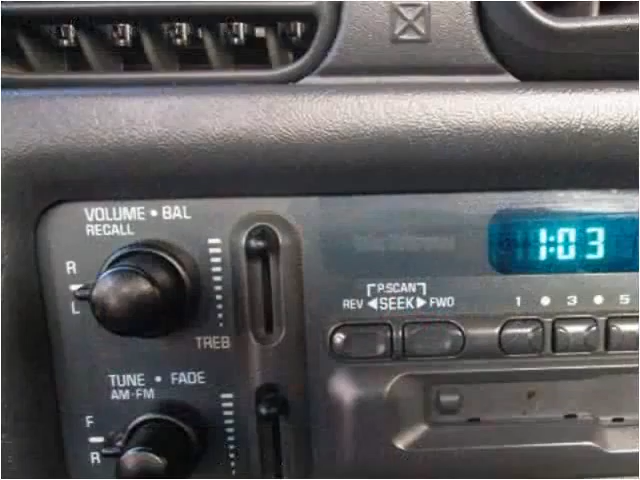 VOLUME • BAL
RECALL
R
L
TREB
1:03
P.SCAN
REV ◀SEEK▶ FWD
1 • 3 • 5
TUNE • FADE
AM-FM
F
R